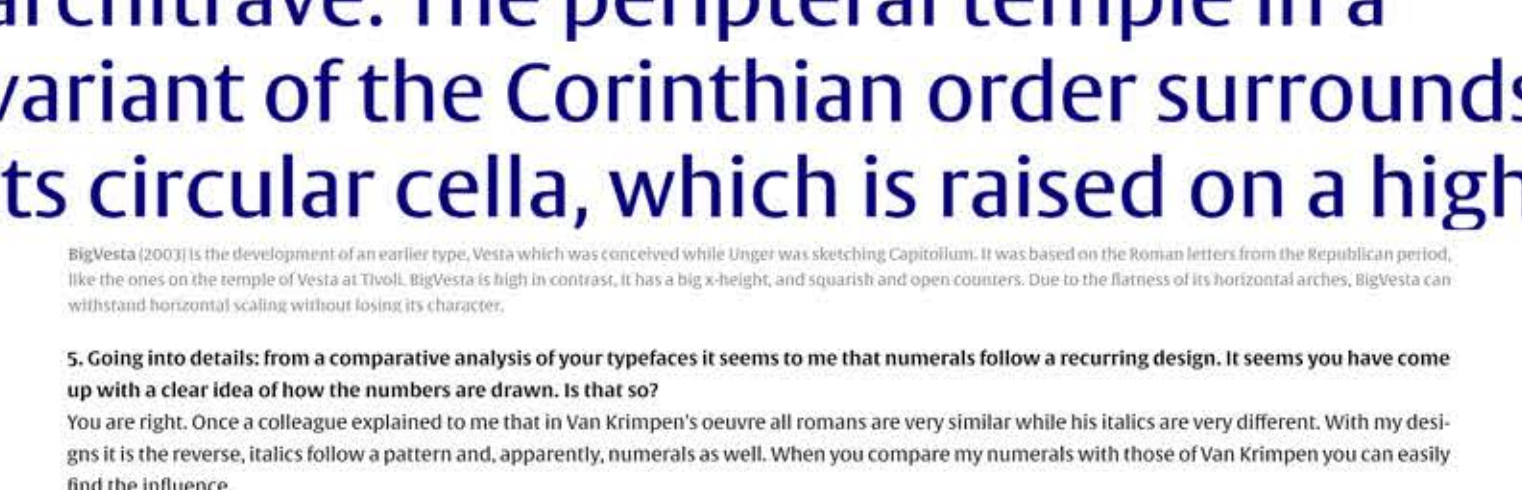 architrave. The peripteral temple in a
variant of the Corinthian order surrounds
ts circular cella, which is raised on a high
BigVesta (2003) is the development of an earlier type, Vesta which was conceived while Unger was sketching Capitolium. It was based on the Roman letters from the Republican period,
like the ones on the temple of Vesta at Tivoli. BigVesta is high in contrast, it has a big x-height, and squarish and open counters. Due to the flatness of its horizontal arches, BigVesta can
withstand horizontal scaling without losing its character.
5. Going into details: from a comparative analysis of your typefaces it seems to me that numerals follow a recurring design. It seems you have come
up with a clear idea of how the numbers are drawn. Is that so?
You are right. Once a colleague explained to me that in Van Krimpen's oeuvre all romans are very similar while his italics are very different. With my desi-
gns it is the reverse, italics follow a pattern and, apparently, numerals as well. When you compare my numerals with those of Van Krimpen you can easily
find the influence.